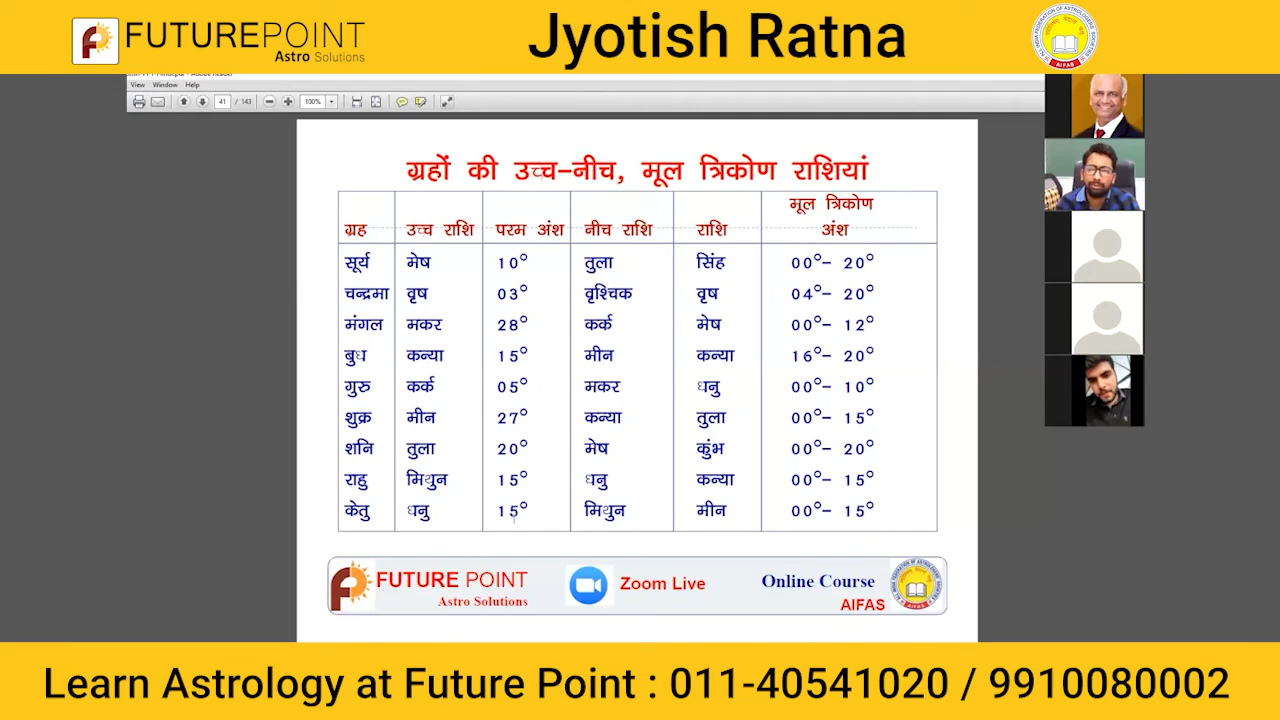 FUTUREPOINT
Astro Solutions
Jyotish Ratna
AIFAS
View Window Help
41 / 143
100%
ग्रहों की उच्च–नीच, मूल त्रिकोण राशियां
मूल त्रिकोण
ग्रह उच्च राशि परम अंश नीच राशि राशि अंश
सूर्य मेष 10° तुला सिंह 00°– 20°
चन्द्रमा वृष 03° वृश्चिक वृष 04°– 20°
मंगल मकर 28° कर्क मेष 00°– 12°
बुध कन्या 15° मीन कन्या 16°– 20°
गुरु कर्क 05° मकर धनु 00°– 10°
शुक्र मीन 27° कन्या तुला 00°– 15°
शनि तुला 20° मेष कुंभ 00°– 20°
राहु मिथुन 15° धनु कन्या 00°– 15°
केतु धनु 15° मिथुन मीन 00°– 15°
FUTURE POINT
Astro Solutions
Zoom Live
Online Course
AIFAS
Learn Astrology at Future Point : 011-40541020 / 9910080002